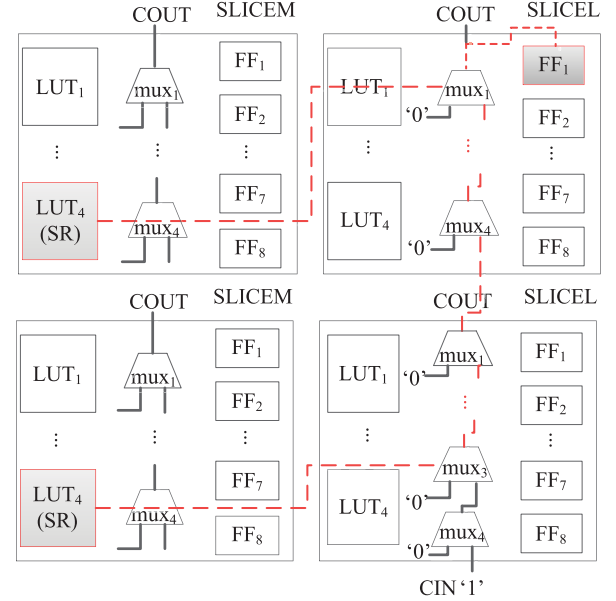 COUT SLICEM
LUT₁ mux₁ FF₁
FF₂
... ... ...
LUT₄
(SR) mux₄ FF₇
FF₈
COUT SLICEL
LUT₁ mux₁ FF₁
‘0’ FF₂
... ... ...
LUT₄ mux₄ FF₇
‘0’ FF₈
COUT SLICEM
LUT₁ mux₁ FF₁
FF₂
... ... ...
LUT₄
(SR) mux₄ FF₇
FF₈
COUT SLICEL
LUT₁ mux₁ FF₁
‘0’ FF₂
... ... ...
LUT₄ mux₃ FF₇
‘0’
mux₄ FF₈
‘0’
CIN ‘1’